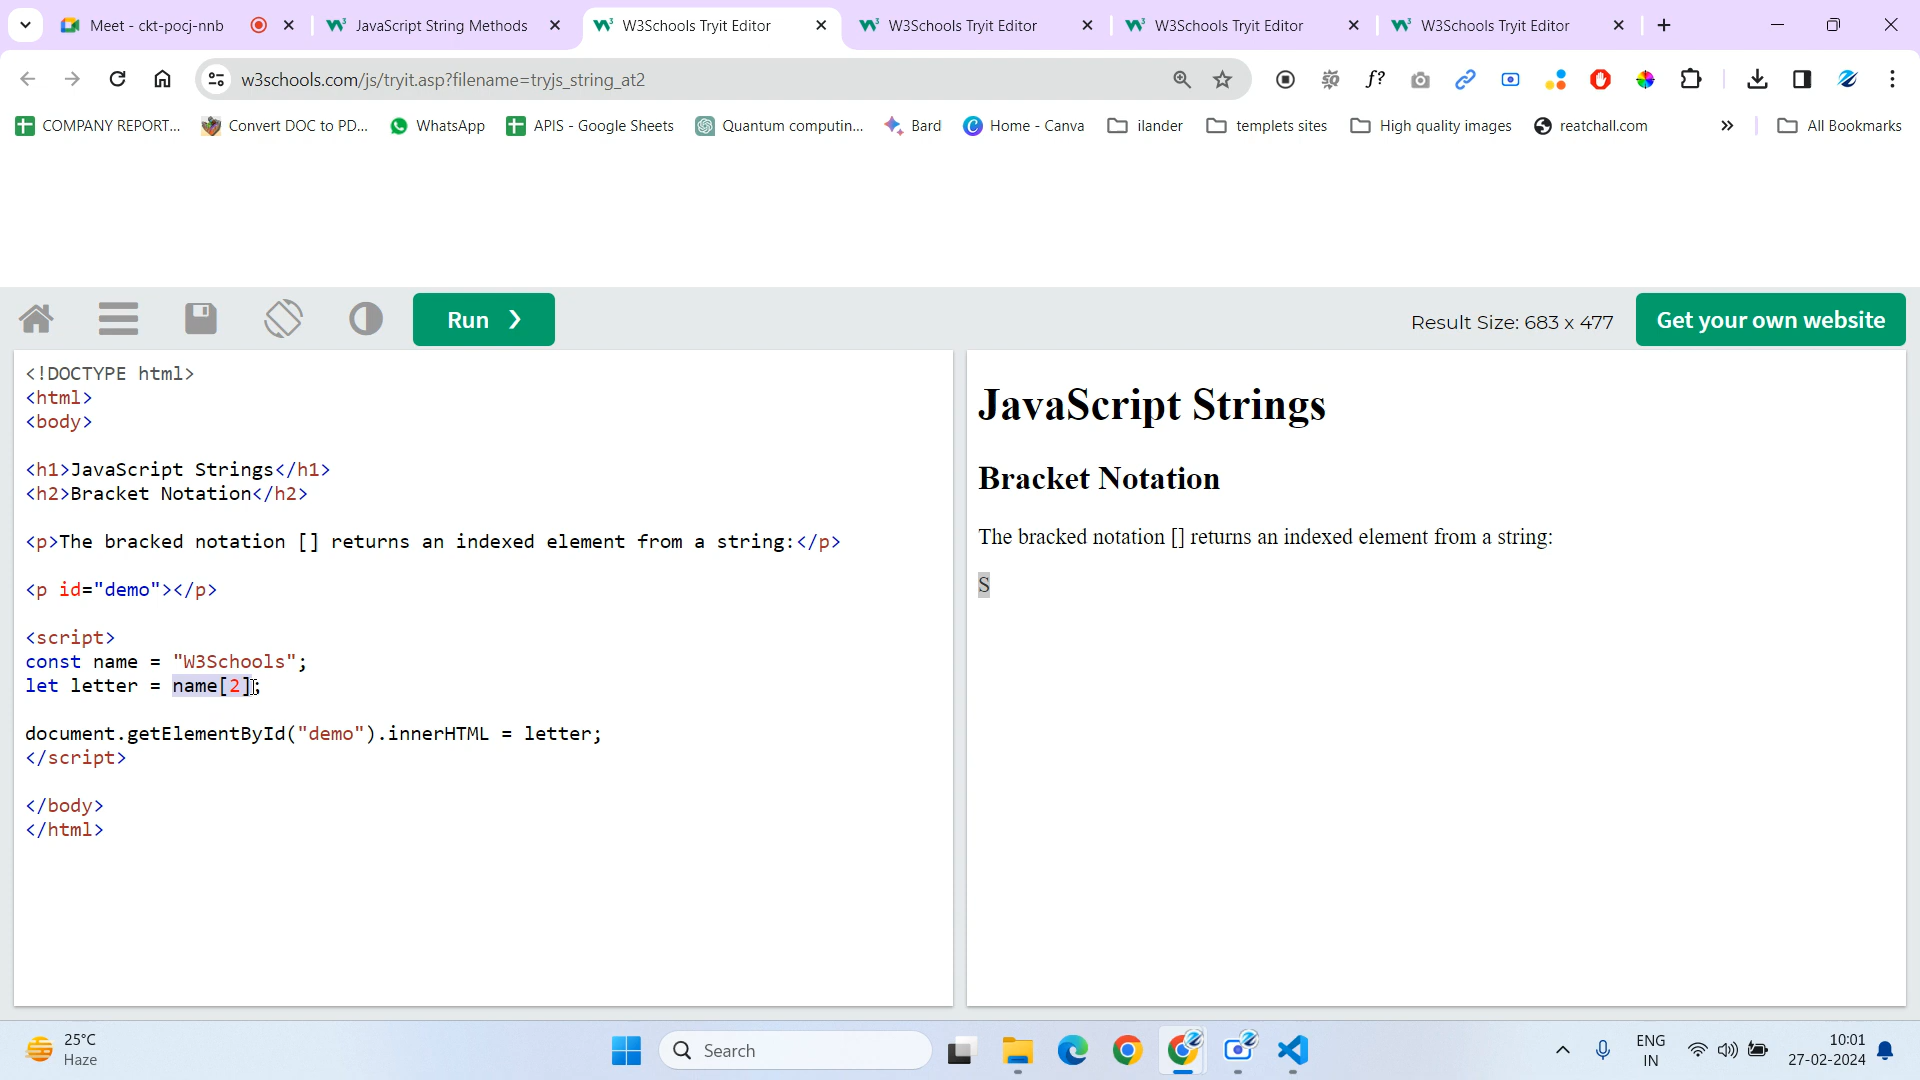 Meet - ckt-pocj-nnb
JavaScript String Methods
W3Schools Tryit Editor
W3Schools Tryit Editor
W3Schools Tryit Editor
W3Schools Tryit Editor
w3schools.com/js/tryit.asp?filename=tryjs_string_at2
f?
COMPANY REPORT...
Convert DOC to PD...
WhatsApp
APIS - Google Sheets
Quantum computin...
Bard
Home - Canva
ilander
templets sites
High quality images
reatchall.com
All Bookmarks
Run ❯
Result Size: 683 x 477
Get your own website
<!DOCTYPE html>
<html>
<body>
<h1>JavaScript Strings</h1>
<h2>Bracket Notation</h2>
<p>The bracked notation [] returns an indexed element from a string:</p>
<p id="demo"></p>
<script>
const name = "W3Schools";
let letter = name[2];
document.getElementById("demo").innerHTML = letter;
</script>
</body>
</html>
JavaScript Strings
Bracket Notation
The bracked notation [] returns an indexed element from a string:
S
25°C
Haze
Search
ENG
IN
10:01
27-02-2024